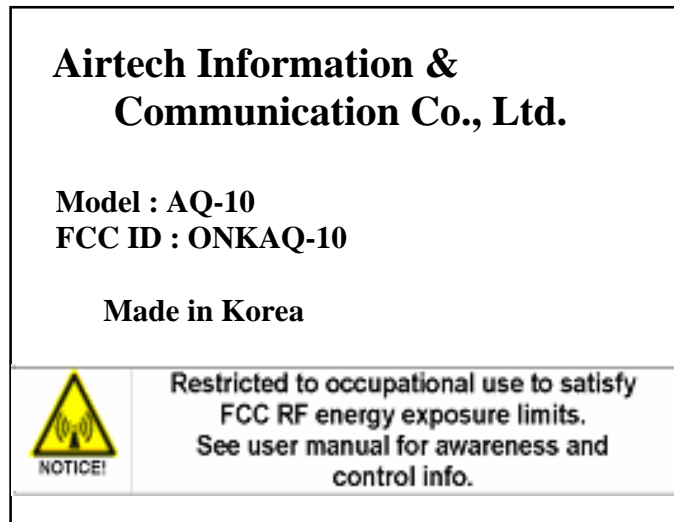 Airtech Information &
Communication Co., Ltd.
Model : AQ-10
FCC ID : ONKAQ-10
Made in Korea
NOTICE!
Restricted to occupational use to satisfy
FCC RF energy exposure limits.
See user manual for awareness and
control info.